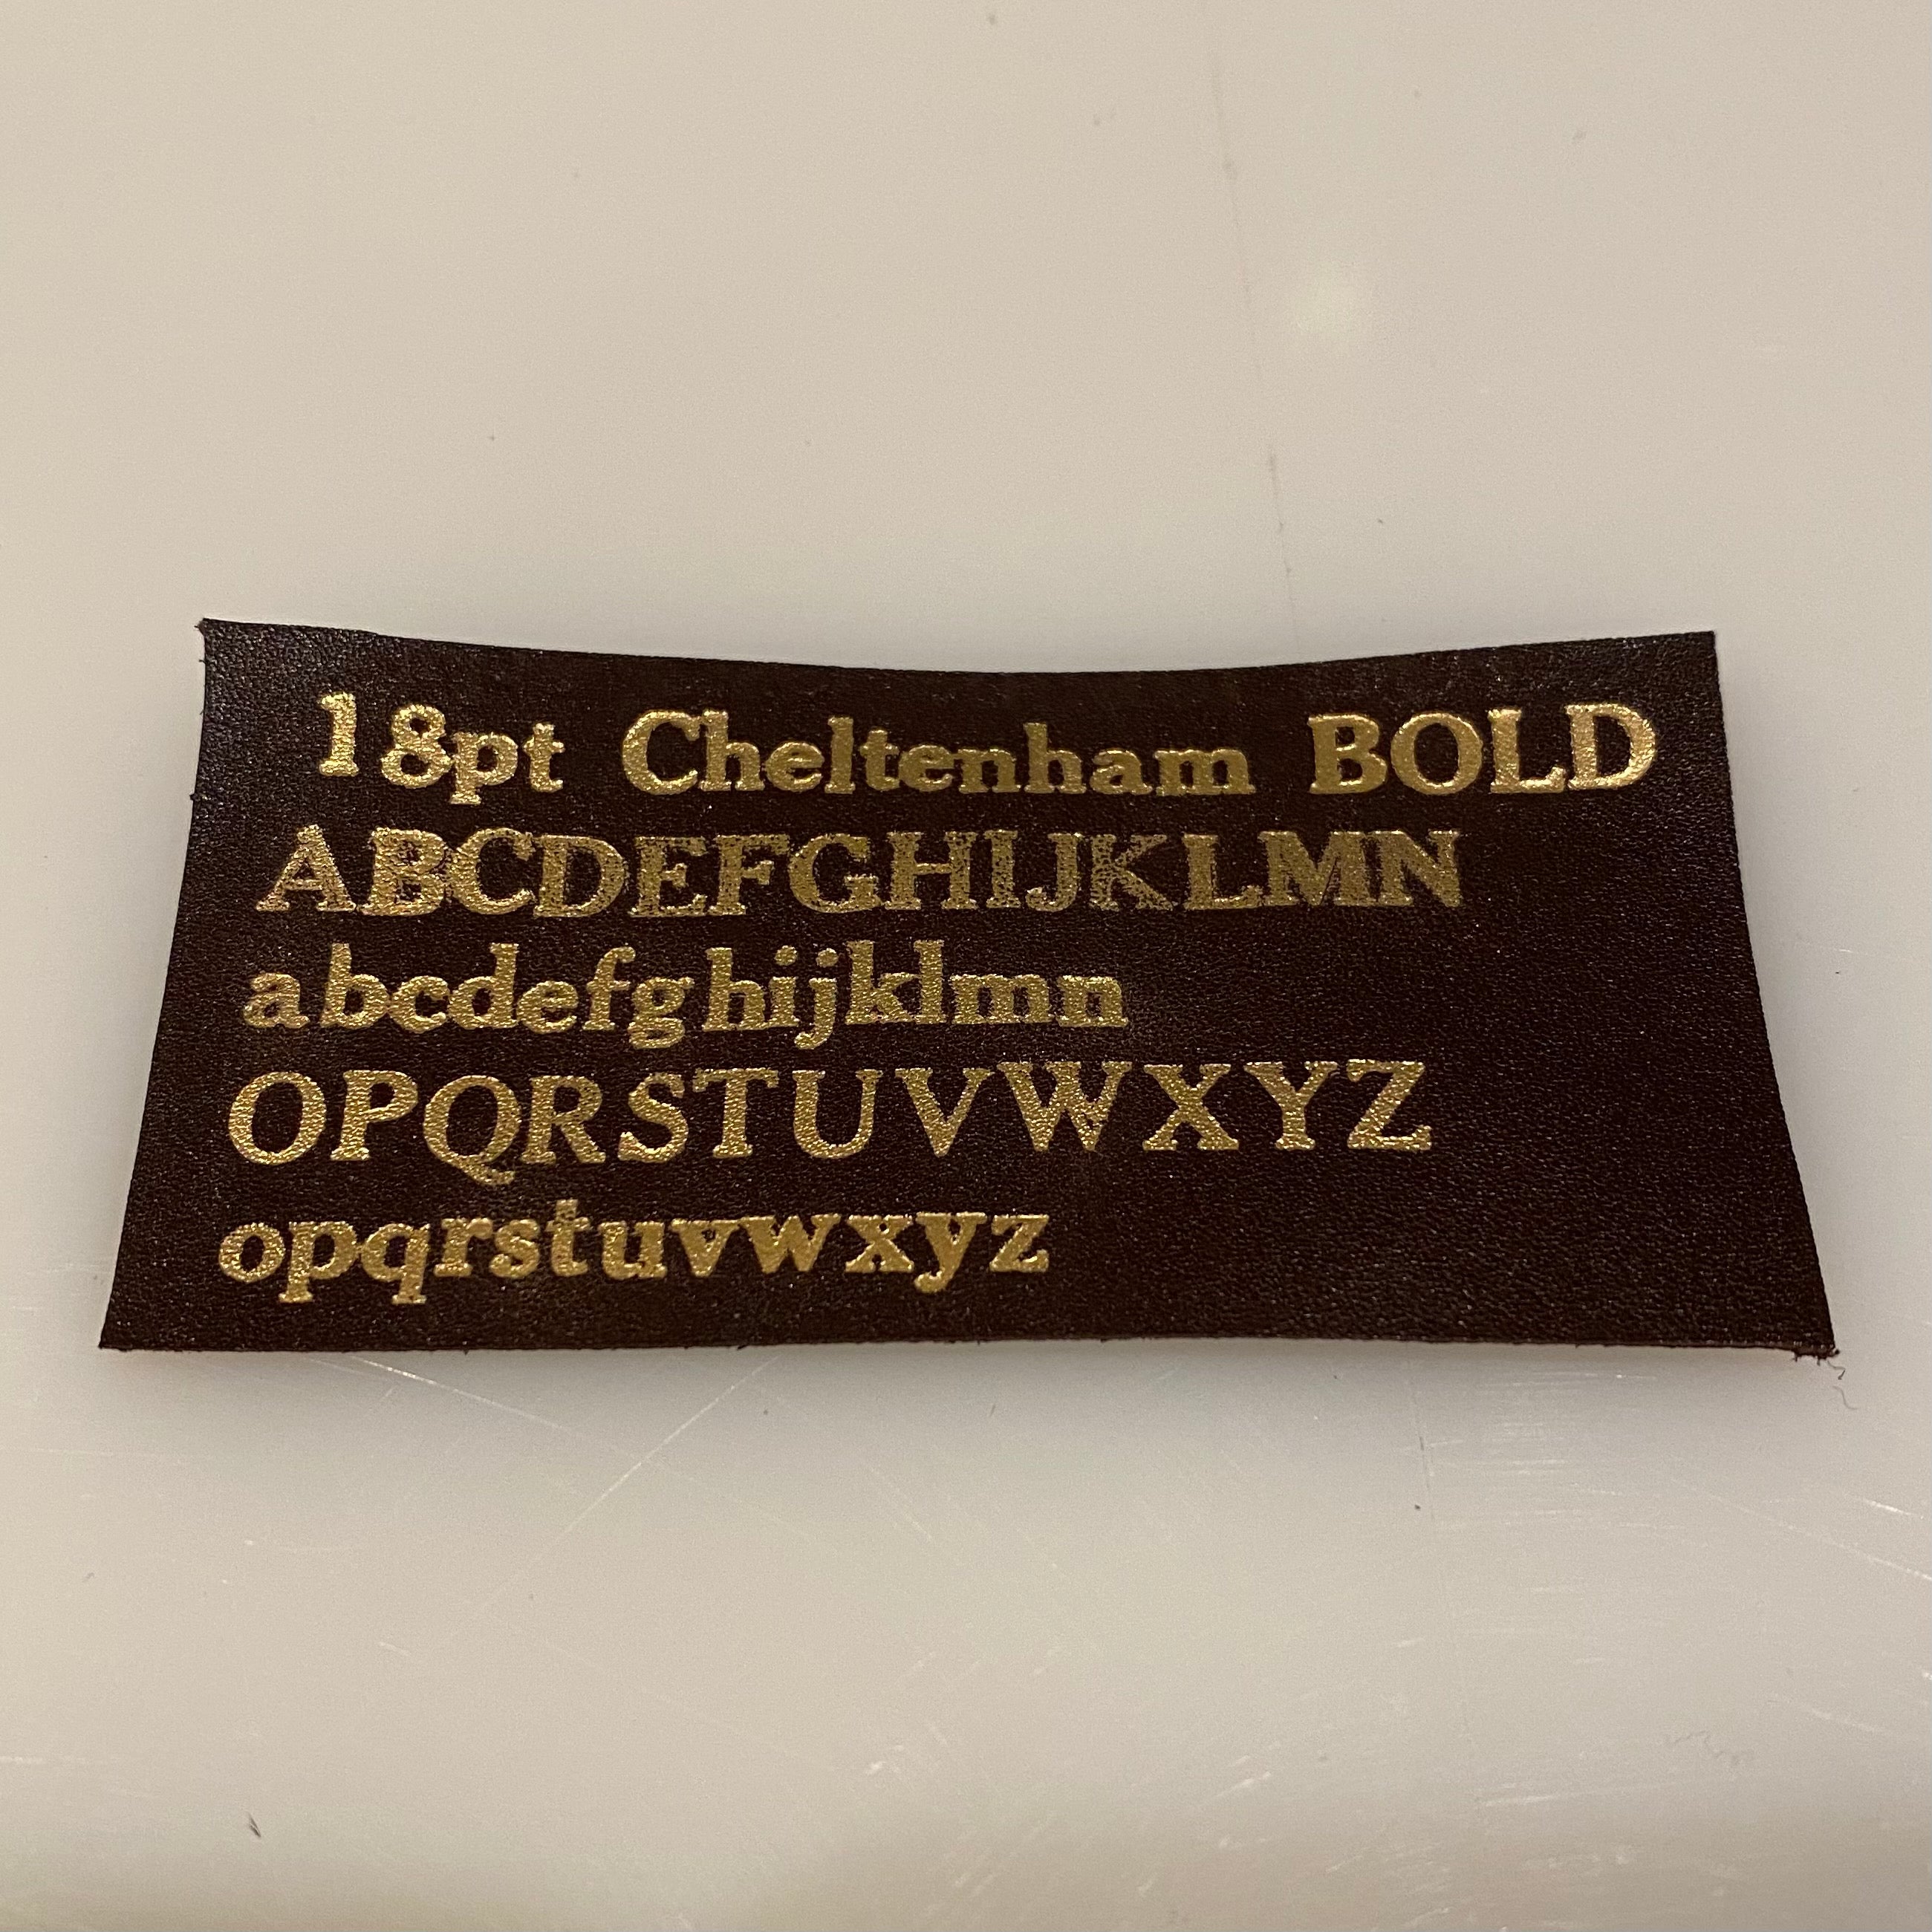 18pt Cheltenham BOLD
ABCDEFGHIJKLMN
abcdefghijklmn
OPQRSTUVWXYZ
opqrstuvwxyz